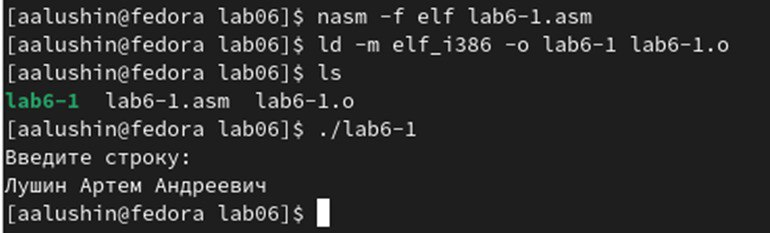 [aalushin@fedora lab06]$ nasm -f elf lab6-1.asm
[aalushin@fedora lab06]$ ld -m elf_i386 -o lab6-1 lab6-1.o
[aalushin@fedora lab06]$ ls
lab6-1  lab6-1.asm  lab6-1.o
[aalushin@fedora lab06]$ ./lab6-1
Введите строку:
Лушин Артем Андреевич
[aalushin@fedora lab06]$